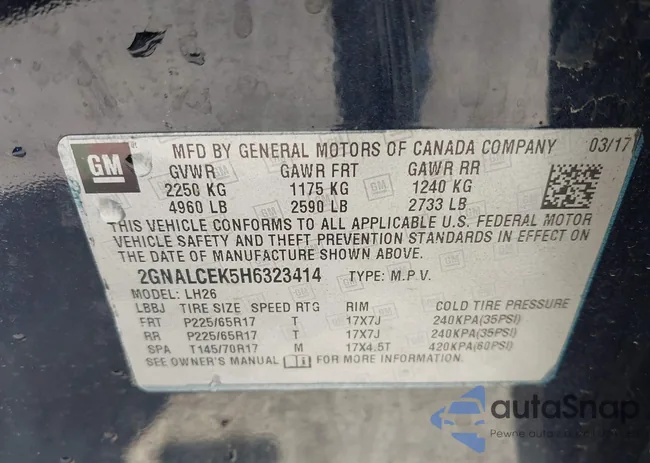 GM
MFD BY GENERAL MOTORS OF CANADA COMPANY 03/17
GVWR GAWR FRT GAWR RR
2250 KG 1175 KG 1240 KG
4960 LB 2590 LB 2733 LB
THIS VEHICLE CONFORMS TO ALL APPLICABLE U.S. FEDERAL MOTOR
VEHICLE SAFETY AND THEFT PREVENTION STANDARDS IN EFFECT ON
THE DATE OF MANUFACTURE SHOWN ABOVE.
2GNALCEK5H6323414 TYPE: M.P.V.
MODEL: LH26
LBBJ TIRE SIZE SPEED RTG RIM COLD TIRE PRESSURE
FRT P225/65R17 T 17X7J 240KPA(35PSI)
RR P225/65R17 T 17X7J 240KPA(35PSI)
SPA T145/70R17 M 17X4.5T 420KPA(60PSI)
SEE OWNER'S MANUAL FOR MORE INFORMATION
autoSnap
Pewne auto z USA